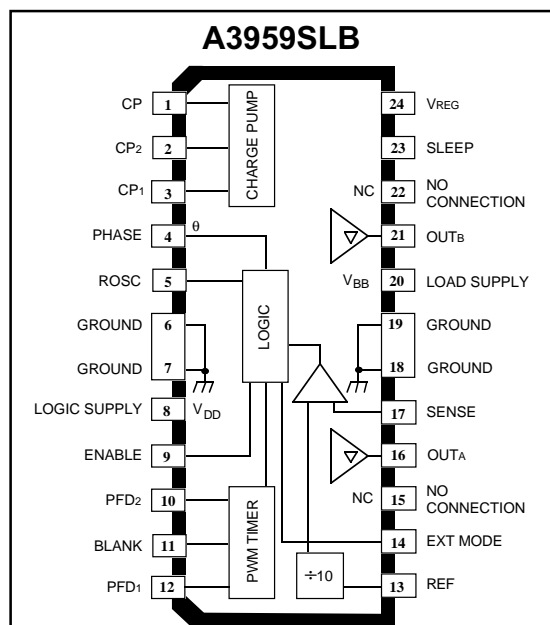 A3959SLB
CP 1
CP2 2
CP1 3
PHASE 4 θ
ROSC 5
GROUND 6
GROUND 7
LOGIC SUPPLY 8 VDD
ENABLE 9
PFD2 10
BLANK 11
PFD1 12
CHARGE PUMP
LOGIC
PWM TIMER
÷10
24 VREG
23 SLEEP
NC 22 NO
CONNECTION
21 OUTB
VBB 20 LOAD SUPPLY
19 GROUND
18 GROUND
17 SENSE
16 OUTA
NC 15 NO
CONNECTION
14 EXT MODE
13 REF